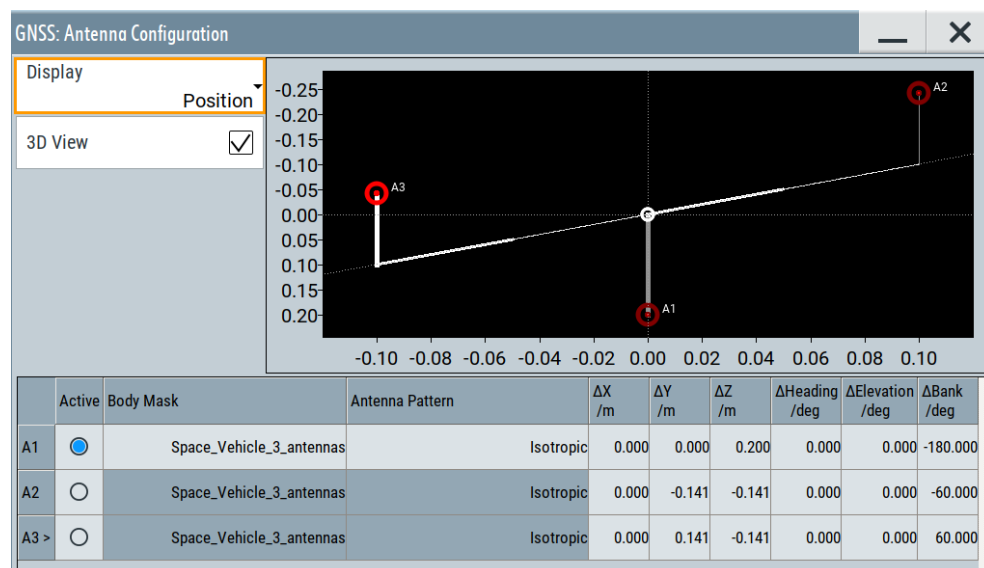 GNSS: Antenna Configuration
Display
Position
3D View
-0.25
-0.20
-0.15
-0.10
-0.05
0.00
0.05
0.10
0.15
0.20
A2
A3
A1
-0.10 -0.08 -0.06 -0.04 -0.02 0.00 0.02 0.04 0.06 0.08 0.10
Active Body Mask Antenna Pattern ΔX /m ΔY /m ΔZ /m ΔHeading /deg ΔElevation /deg ΔBank /deg
A1 Space_Vehicle_3_antennas Isotropic 0.000 0.000 0.200 0.000 0.000 -180.000
A2 Space_Vehicle_3_antennas Isotropic 0.000 -0.141 -0.141 0.000 0.000 -60.000
A3 > Space_Vehicle_3_antennas Isotropic 0.000 0.141 -0.141 0.000 0.000 60.000